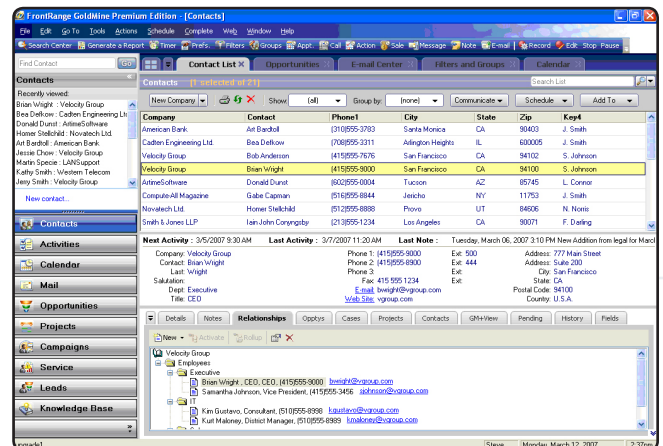 FrontRange GoldMine Premium Edition - [Contacts]
File Edit Go To Tools Actions Schedule Complete Web Window Help
Search Center Generate a Report Timer Prefs. Filters Groups Appt. Call Action Sale Message Note E-mail Record Edit Stop Pause
Find Contact Go
Contact List Opportunities E-mail Center Filters and Groups Calendar
Contacts
Contacts [1 selected of 21] Search List
Recently viewed:
Brian Wright : Velocity Group
Bea Defkow : Cadten Engineering Ltd
Donald Dunst : ArtimeSoftware
Homer Stellchild : Novatech Ltd.
Art Bardtoll : American Bank
Jessie Chow : Velocity Group
Martin Specie : LANSupport
Kathy Smith : Western Telecom
Jerry Smith : Velocity Group
New contact...
New Company Show (all) Group by: (none) Communicate Schedule Add To
Company Contact Phone1 City State Zip Key4
American Bank Art Bardtoll (310)555-3783 Santa Monica CA 90403 J. Smith
Cadten Engineering Ltd. Bea Defkow (708)555-3311 Arlington Heights IL 600005 J. Smith
Velocity Group Bob Anderson (415)555-7676 San Francisco CA 94102 S. Johnson
Velocity Group Brian Wright (415)555-9000 San Francisco CA 94100 S. Johnson
ArtimeSoftware Donald Dunst (602)555-0004 Tucson AZ 85745 L. Connor
Compute-All Magazine Gabe Capman (516)555-8844 Jericho NY 11753 J. Smith
Novatech Ltd. Homer Stellchild (512)555-8888 Provo UT 84606 N. Norris
Smith & Jones LLP Iain John Conyngsby (213)555-1234 Los Angeles CA 90071 F. Darling
Contacts
Activities
Calendar
Mail
Opportunities
Projects
Campaigns
Service
Leads
Knowledge Base
Next Activity : 3/5/2007 9:30 AM Last Activity : 3/7/2007 11:20 AM Last Note : Tuesday, March 06, 2007 3:10 PM New Addition from legal for March
Company: Velocity Group Phone 1: (415)555-9000 Ext: 500 Address: 777 Main Street
Contact: Brian Wright Phone 2: (415)555-8900 Ext: 444 Address: Suite 200
Last: Wright Phone 3: Ext: City: San Francisco
Salutation: Fax: 415 555 1234 Ext: State: CA
Dept: Executive E-mail: bwright@vgroup.com Postal Code: 94100
Title: CEO Web Site: vgroup.com Country: U.S.A.
Details Notes Relationships Opptys Cases Projects Contacts GM+View Pending History Fields
New Activate Rollup
Velocity Group
Employees
Executive
Brian Wright , CEO, CEO, (415)555-9000 bwright@vgroup.com
Samantha Johnson, Vice President, (415)555-3456 sjohnson@vgroup.com
IT
Kim Gustavo, Consultant, (510)555-8998 kgustavo@vgroup.com
Kurt Maloney, District Manager, (510)555-8989 kmaloney@vgroup.com
Steve Monday, March 12, 2007 2:37pm